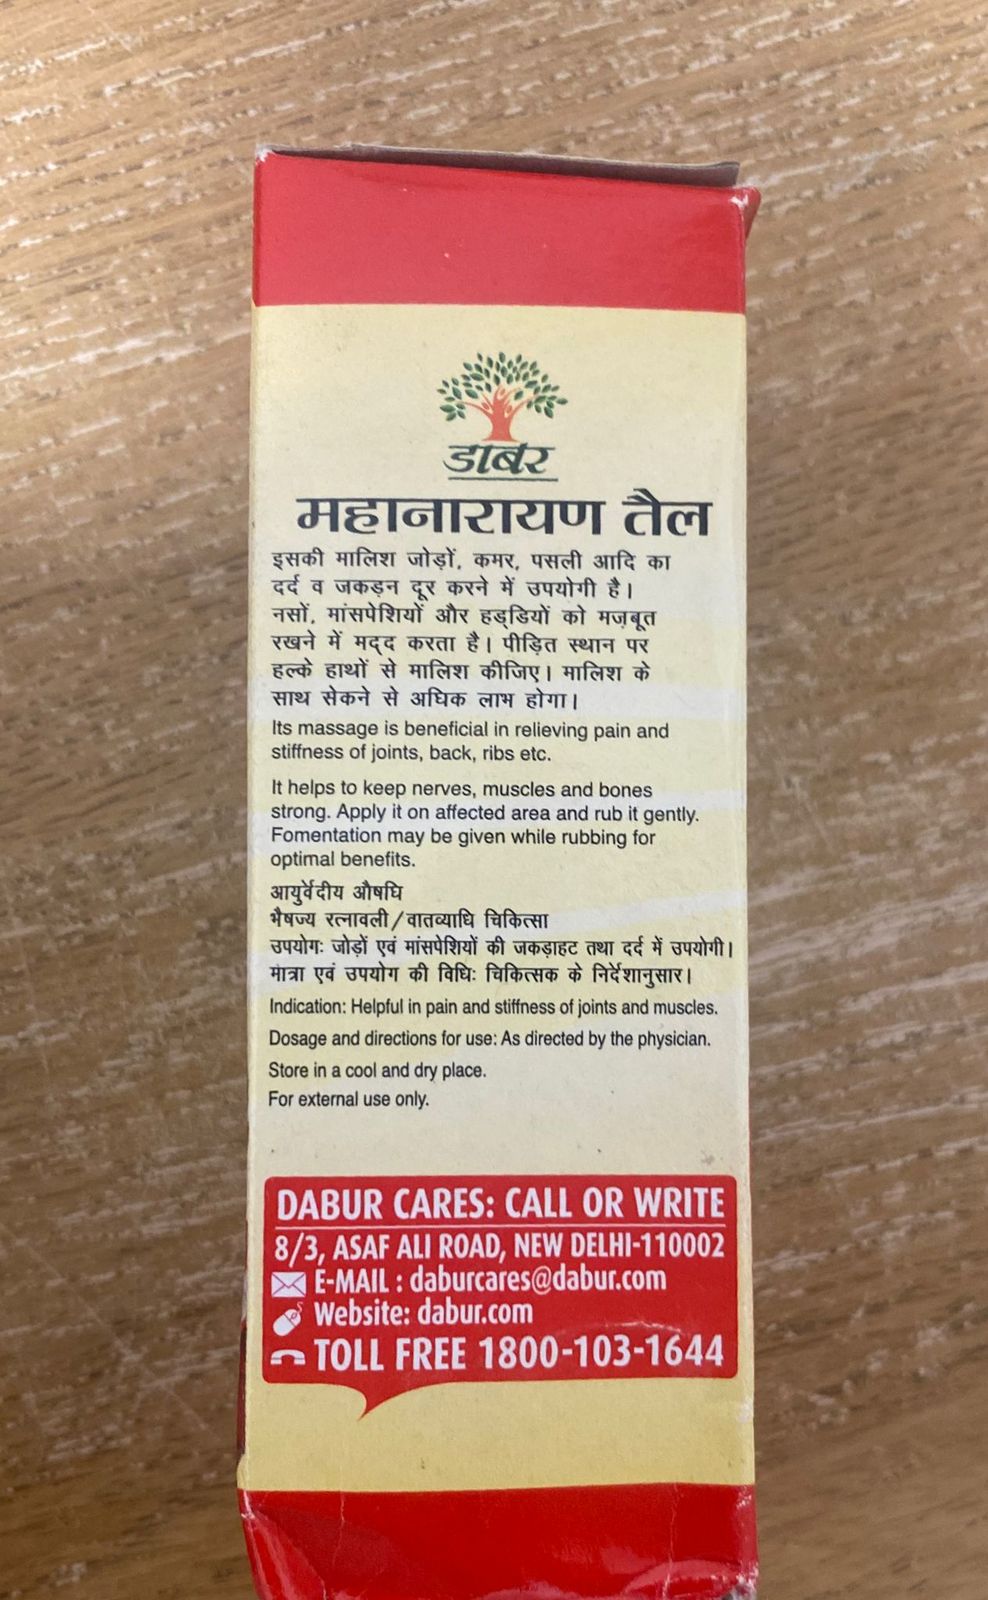 डाबर
महानारायण तैल
इसकी मालिश जोड़ों, कमर, पसली आदि का
दर्द व जकड़न दूर करने में उपयोगी है।
नसों, मांसपेशियों और हड्डियों को मज़बूत
रखने में मद्द करता है। पीड़ित स्थान पर
हल्के हाथों से मालिश कीजिए। मालिश के
साथ सेकने से अधिक लाभ होगा।
Its massage is beneficial in relieving pain and
stiffness of joints, back, ribs etc.
It helps to keep nerves, muscles and bones
strong. Apply it on affected area and rub it gently.
Fomentation may be given while rubbing for
optimal benefits.
आयुर्वेदीय औषधि
भैषज्य रत्नावली/वातव्याधि चिकित्सा
उपयोगः जोड़ों एवं मांसपेशियों की जकड़ाहट तथा दर्द में उपयोगी।
मात्रा एवं उपयोग की विधिः चिकित्सक के निर्देशानुसार।
Indication: Helpful in pain and stiffness of joints and muscles.
Dosage and directions for use: As directed by the physician.
Store in a cool and dry place.
For external use only.
DABUR CARES: CALL OR WRITE
8/3, ASAF ALI ROAD, NEW DELHI-110002
E-MAIL : daburcares@dabur.com
Website: dabur.com
TOLL FREE 1800-103-1644